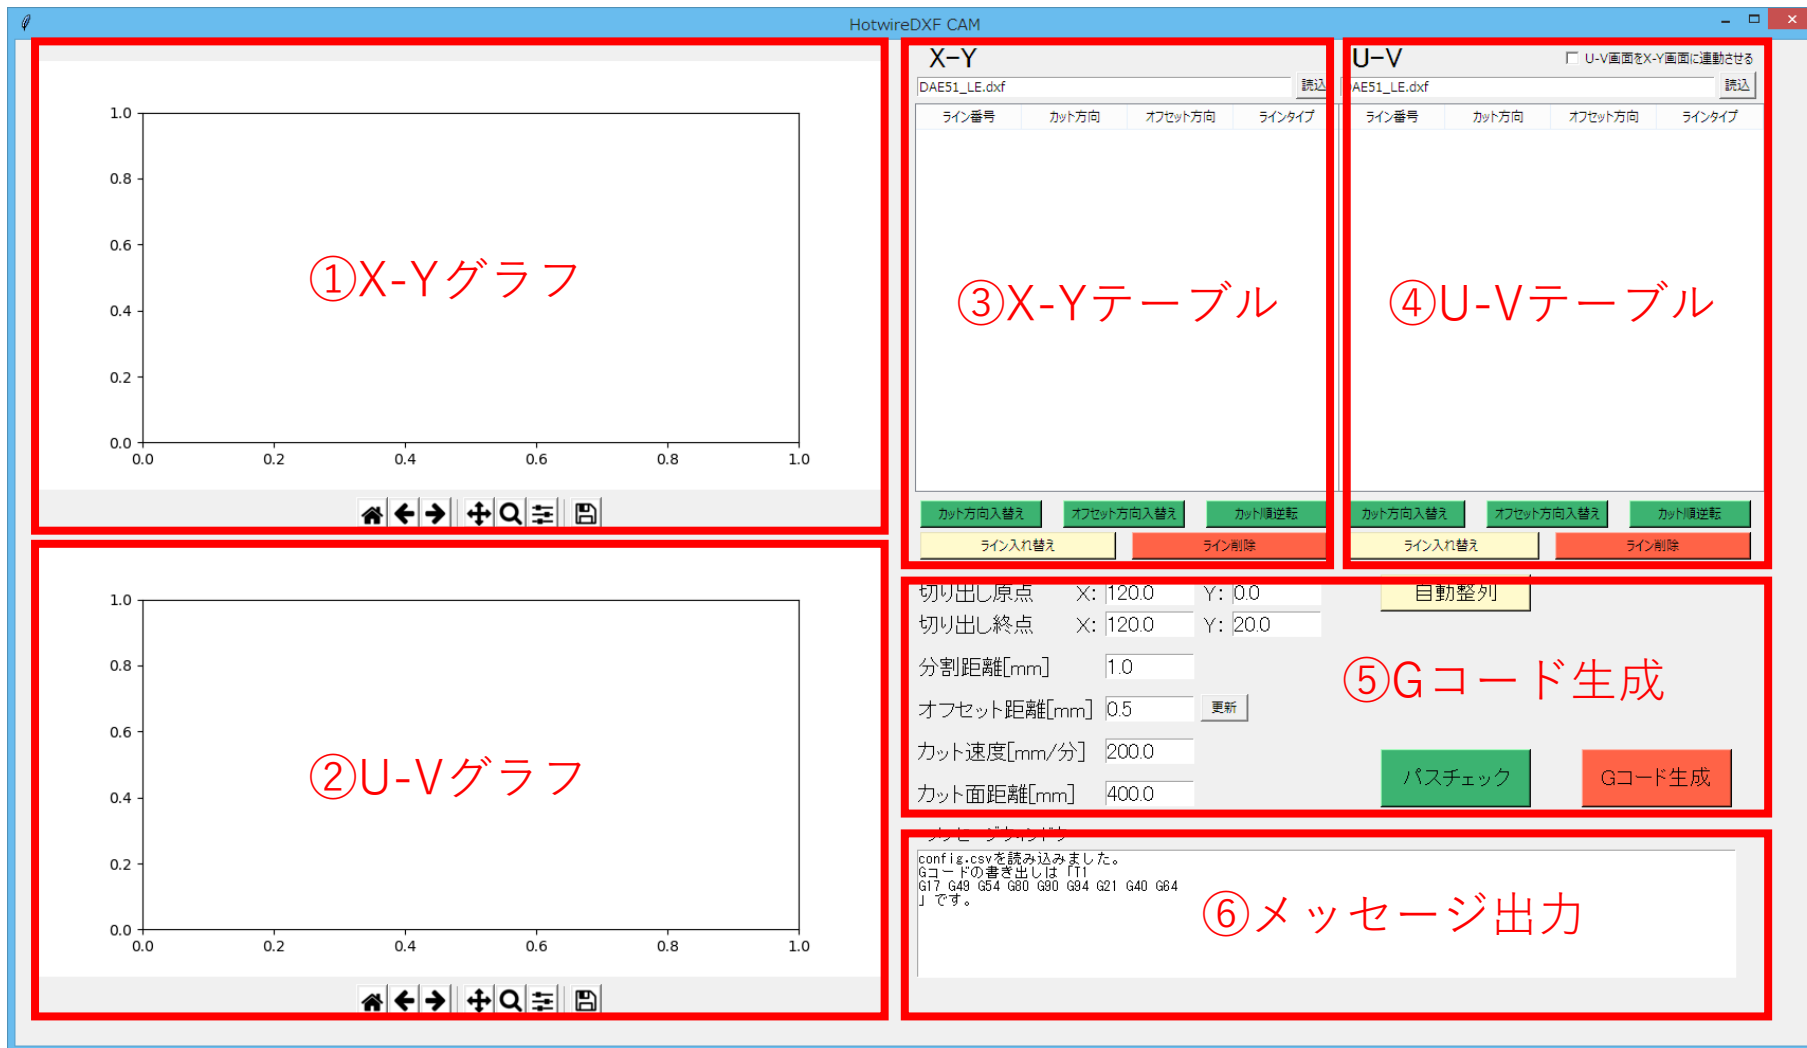 HotwireDXF CAM
1.0
0.8
0.6
0.4
0.2
0.0
0.0 0.2 0.4 0.6 0.8 1.0
①X-Yグラフ
1.0
0.8
0.6
0.4
0.2
0.0
0.0 0.2 0.4 0.6 0.8 1.0
②U-Vグラフ
X-Y
DAE51_LE.dxf 読込
ライン番号 カット方向 オフセット方向 ラインタイプ
③X-Yテーブル
カット方向入替え オフセット方向入替え カット順逆転
ライン入れ替え ライン削除
U-V U-V画面をX-Y画面に連動させる
DAE51_LE.dxf 読込
ライン番号 カット方向 オフセット方向 ラインタイプ
④U-Vテーブル
カット方向入替え オフセット方向入替え カット順逆転
ライン入れ替え ライン削除
切り出し原点 X: 120.0 Y: 0.0 自動整列
切り出し終点 X: 120.0 Y: 20.0
分割距離[mm] 1.0
⑤Gコード生成
オフセット距離[mm] 0.5 更新
カット速度[mm/分] 200.0
カット面距離[mm] 400.0
パスチェック Gコード生成
メッセージウィンドウ
config.csvを読み込みました。
Gコードの書き出しは「T1
G17 G49 G54 G80 G90 G94 G21 G40 G64
」です。
⑥メッセージ出力